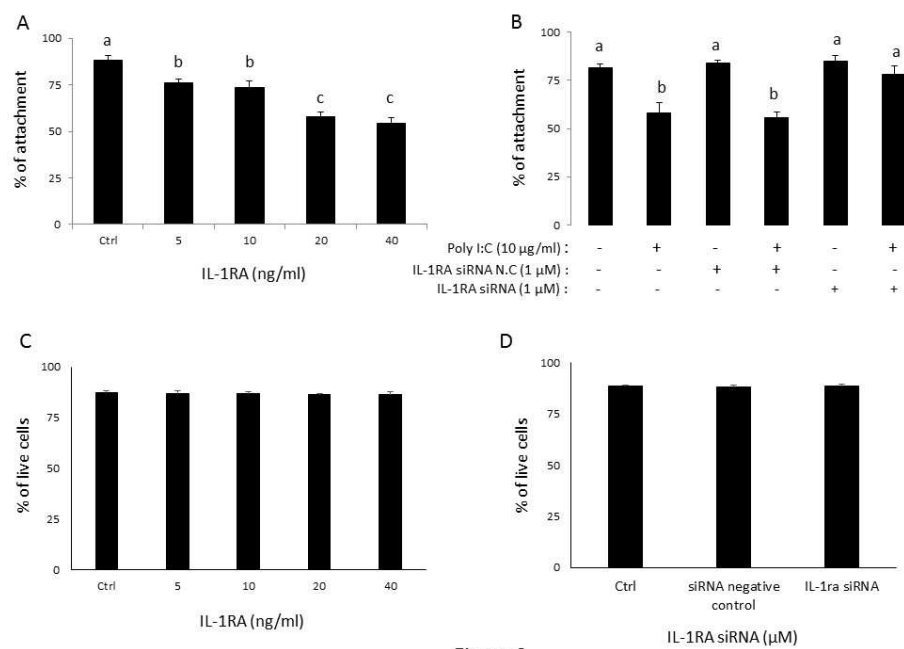 A
100
75
50
25
0
% of attachment
a
b
b
c
c
Ctrl
5
10
20
40
IL-1RA (ng/ml)
B
100
75
50
25
0
% of attachment
a
b
a
b
a
a
Poly I:C (10 µg/ml) : - + - + - +
IL-1RA siRNA N.C (1 µM) : - - + + - -
IL-1RA siRNA (1 µM) : - - - - + +
C
100
75
50
25
0
% of live cells
Ctrl
5
10
20
40
IL-1RA (ng/ml)
D
100
75
50
25
0
% of live cells
Ctrl
siRNA negative
control
IL-1ra siRNA
IL-1RA siRNA (µM)